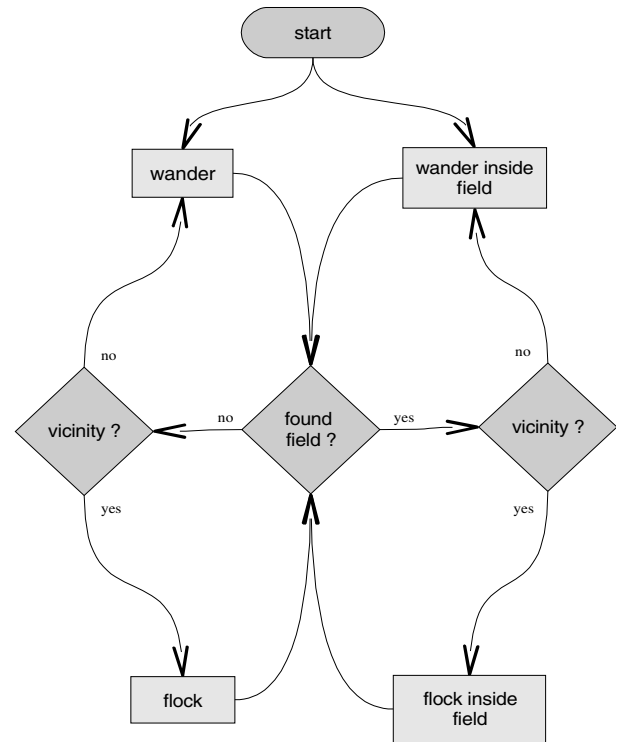 start
wander
wander inside
field
no
no
vicinity ?
no
found
field ?
yes
vicinity ?
yes
yes
flock
flock inside
field